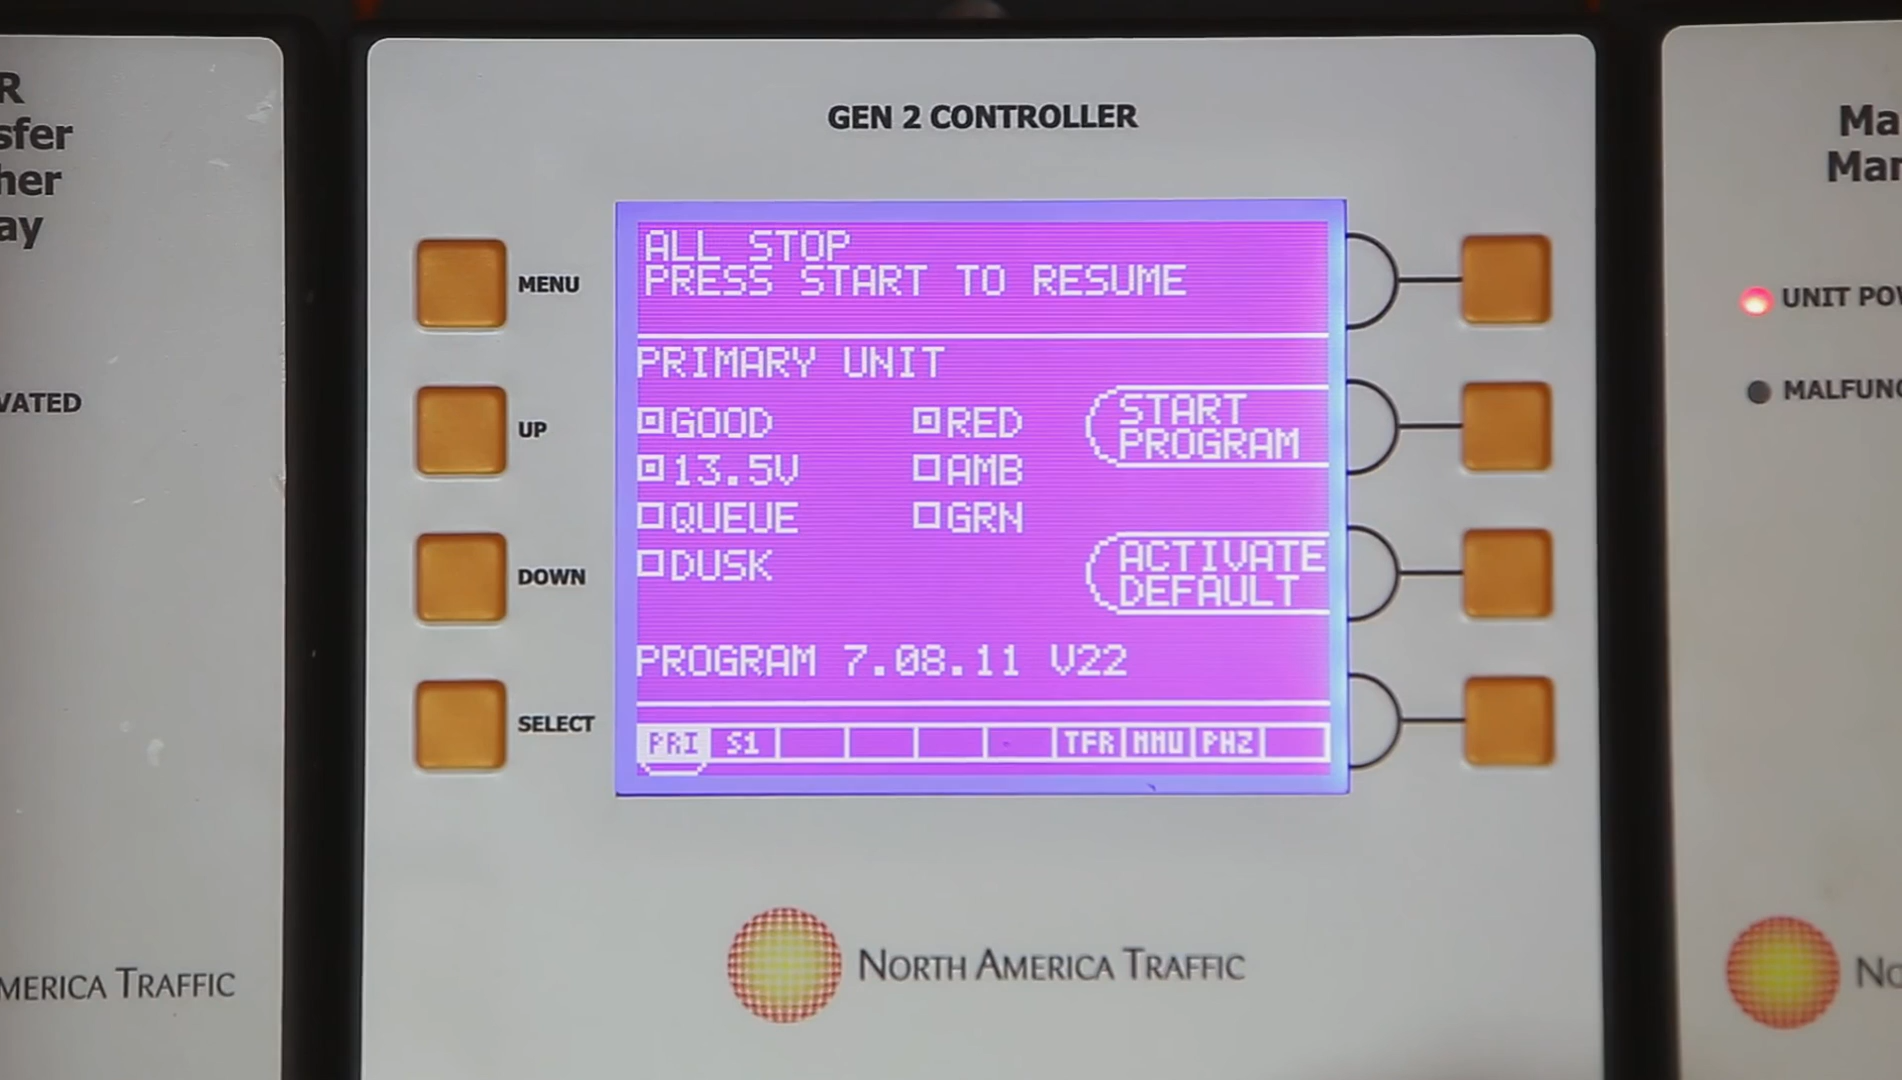 GEN 2 CONTROLLER
MENU
UP
DOWN
SELECT
ALL STOP
PRESS START TO RESUME
PRIMARY UNIT
GOOD
RED
13.5V
AMB
QUEUE
GRN
DUSK
START
PROGRAM
ACTIVATE
DEFAULT
PROGRAM 7.08.11 V22
PRI S1 TFR MMU PHZ
NORTH AMERICA TRAFFIC
R
sfer
her
ay
VATED
MERICA TRAFFIC
Ma
Mar
UNIT POW
MALFUNC
NO